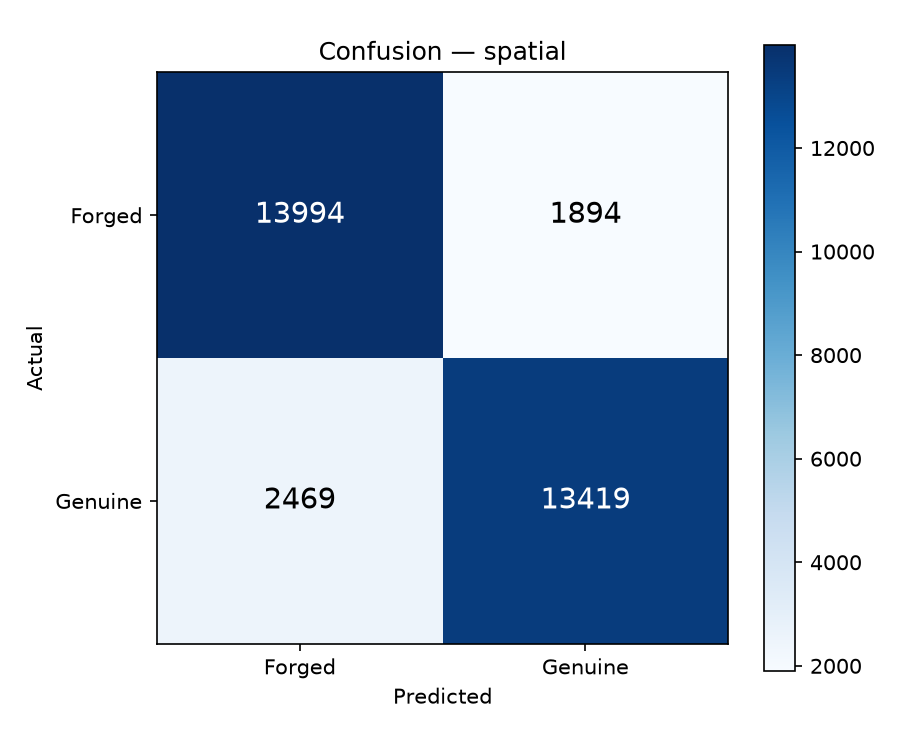 Confusion — spatial
Forged
13994
1894
Actual
Genuine
2469
13419
Forged
Genuine
Predicted
12000
10000
8000
6000
4000
2000